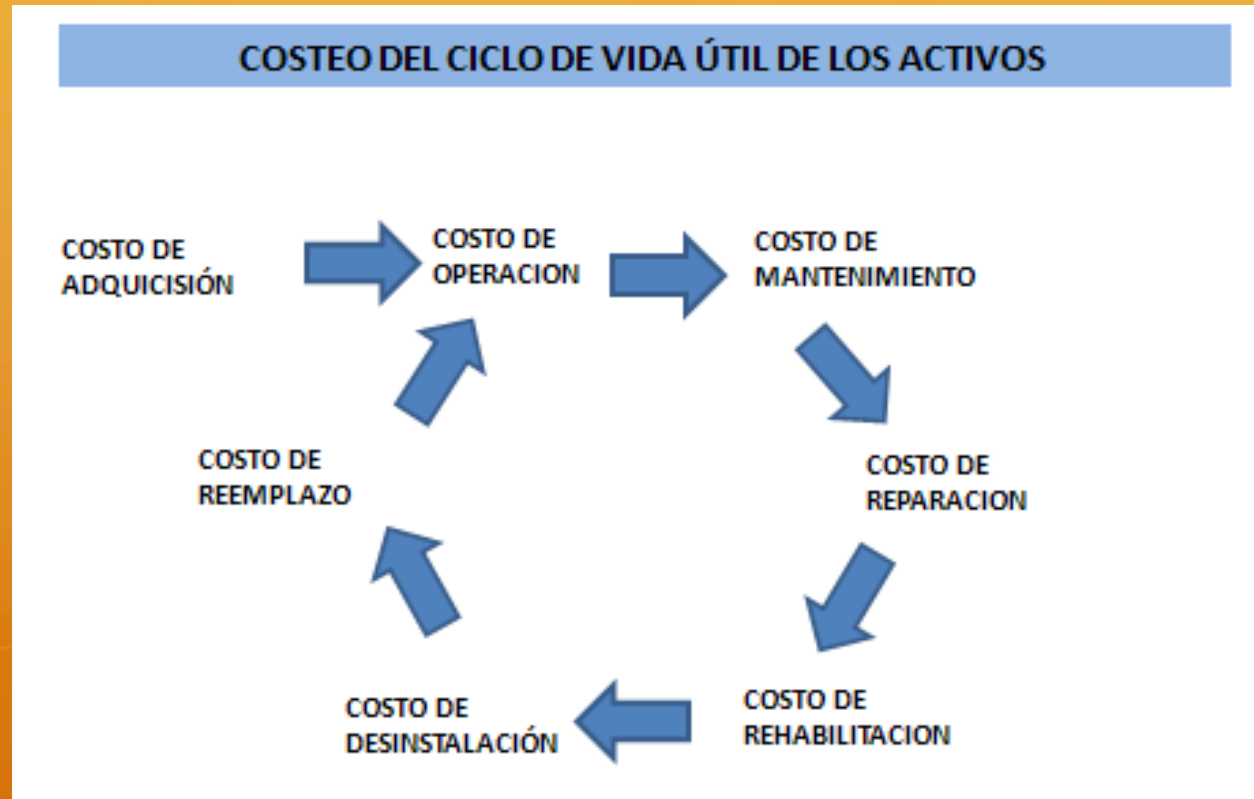 COSTEO DEL CICLO DE VIDA ÚTIL DE LOS ACTIVOS
COSTO DE
ADQUICISIÓN
COSTO DE
OPERACION
COSTO DE
MANTENIMIENTO
COSTO DE
REPARACION
COSTO DE
REHABILITACION
COSTO DE
DESINSTALACIÓN
COSTO DE
REEMPLAZO